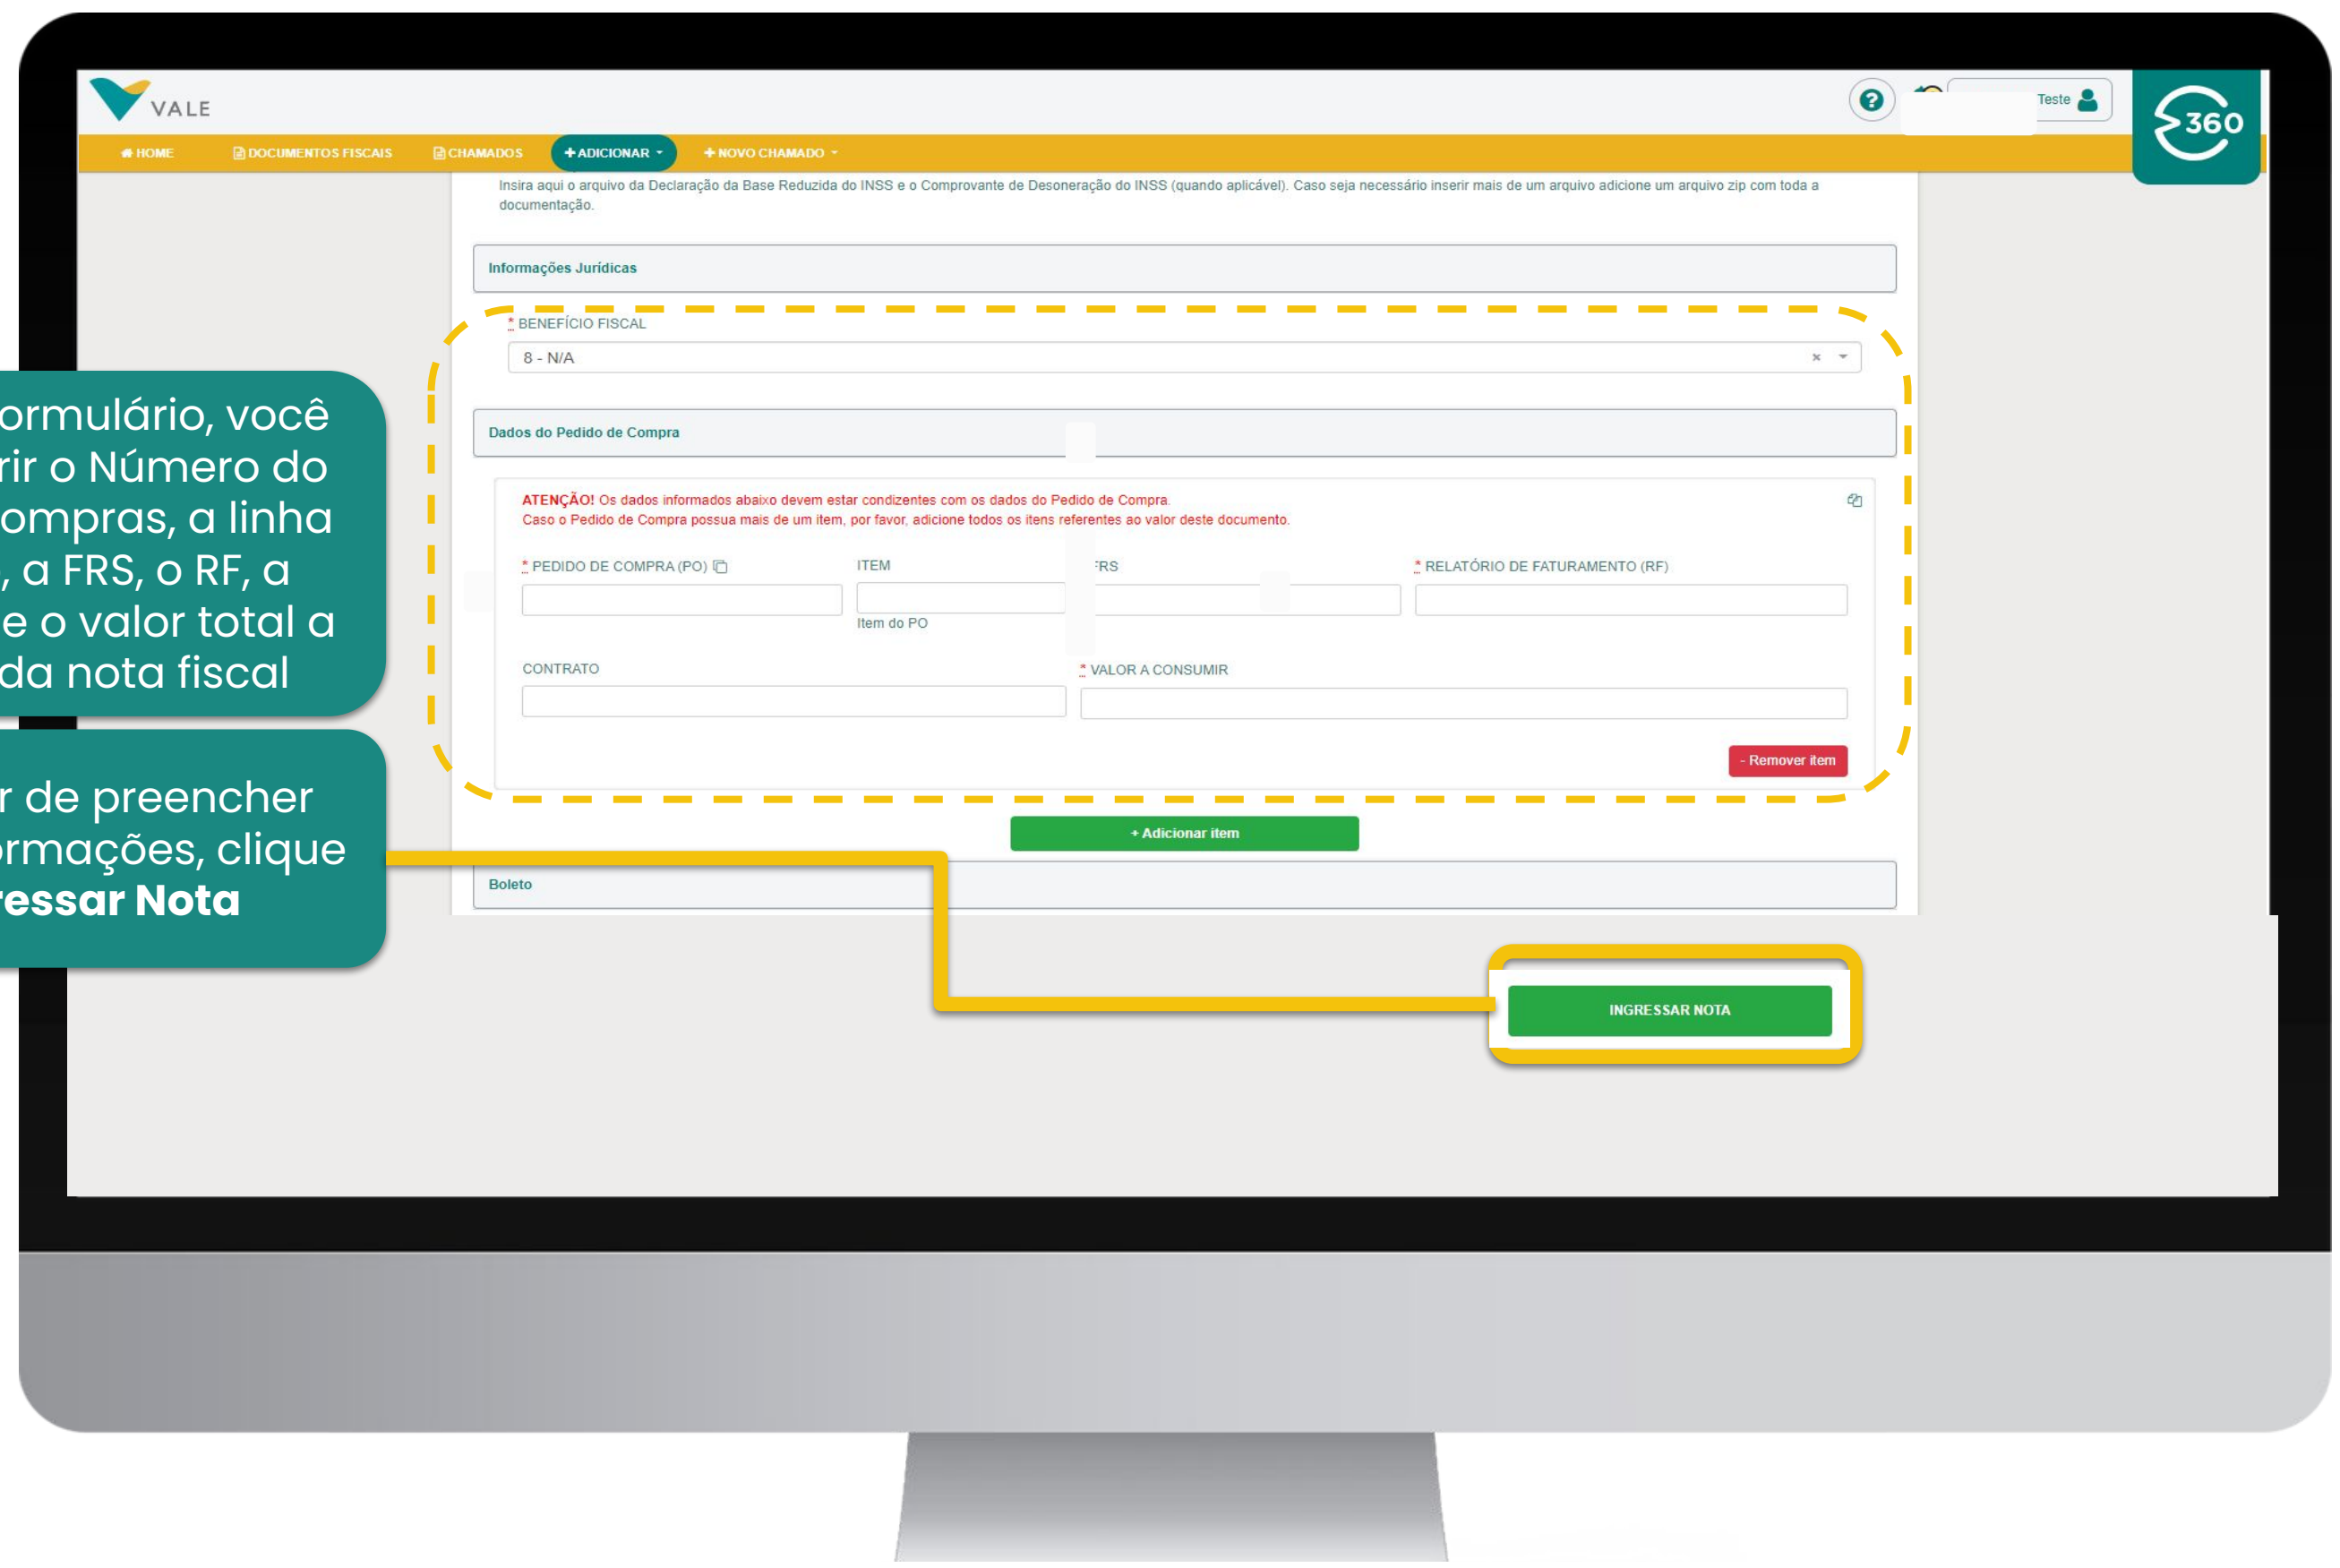 VALE
Teste
360
HOME DOCUMENTOS FISCAIS CHAMADOS +ADICIONAR +NOVO CHAMADO
Insira aqui o arquivo da Declaração da Base Reduzida do INSS e o Comprovante de Desoneração do INSS (quando aplicável). Caso seja necessário inserir mais de um arquivo adicione um arquivo zip com toda a
documentação.
Informações Jurídicas
* BENEFÍCIO FISCAL
8 - N/A
Dados do Pedido de Compra
ATENÇÃO! Os dados informados abaixo devem estar condizentes com os dados do Pedido de Compra.
Caso o Pedido de Compra possua mais de um item, por favor, adicione todos os itens referentes ao valor deste documento.
* PEDIDO DE COMPRA (PO) ITEM FRS * RELATÓRIO DE FATURAMENTO (RF)
Item do PO
CONTRATO * VALOR A CONSUMIR
- Remover item
+ Adicionar item
Boleto
INGRESSAR NOTA
ormulário, você
rir o Número do
ompras, a linha
, a FRS, o RF, a
e o valor total a
da nota fiscal
r de preencher
ormações, clique
ressar Nota